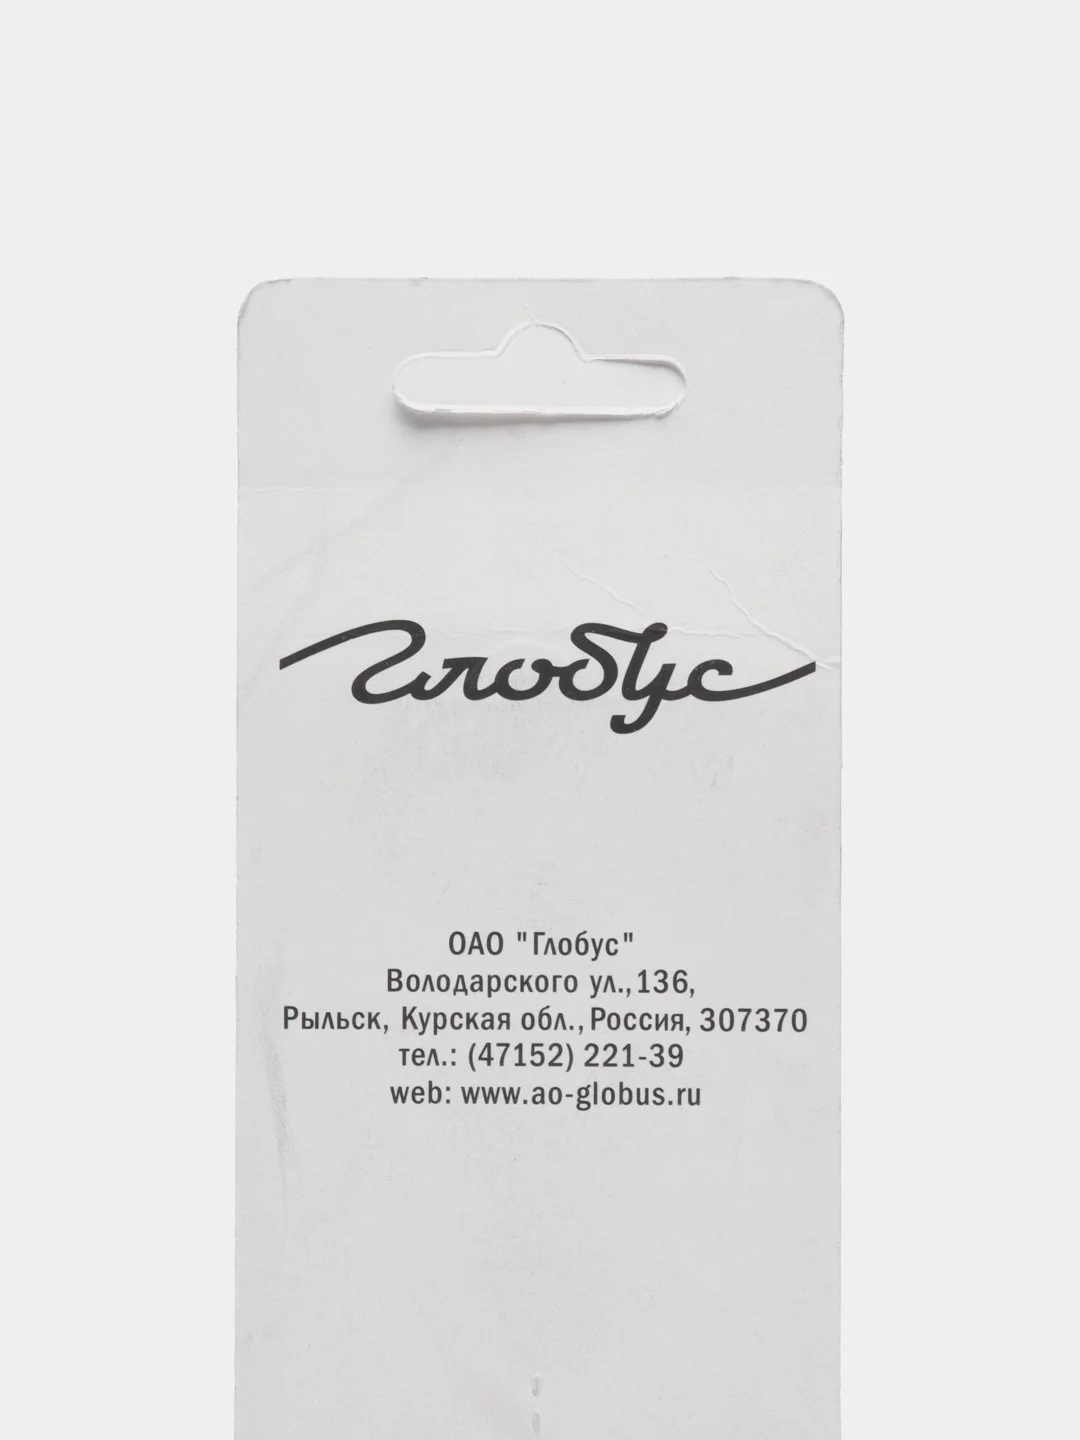 Глобус
ОАО "Глобус"
Володарского ул.,136,
Рыльск, Курская обл., Россия, 307370
тел.: (47152) 221-39
web: www.ao-globus.ru